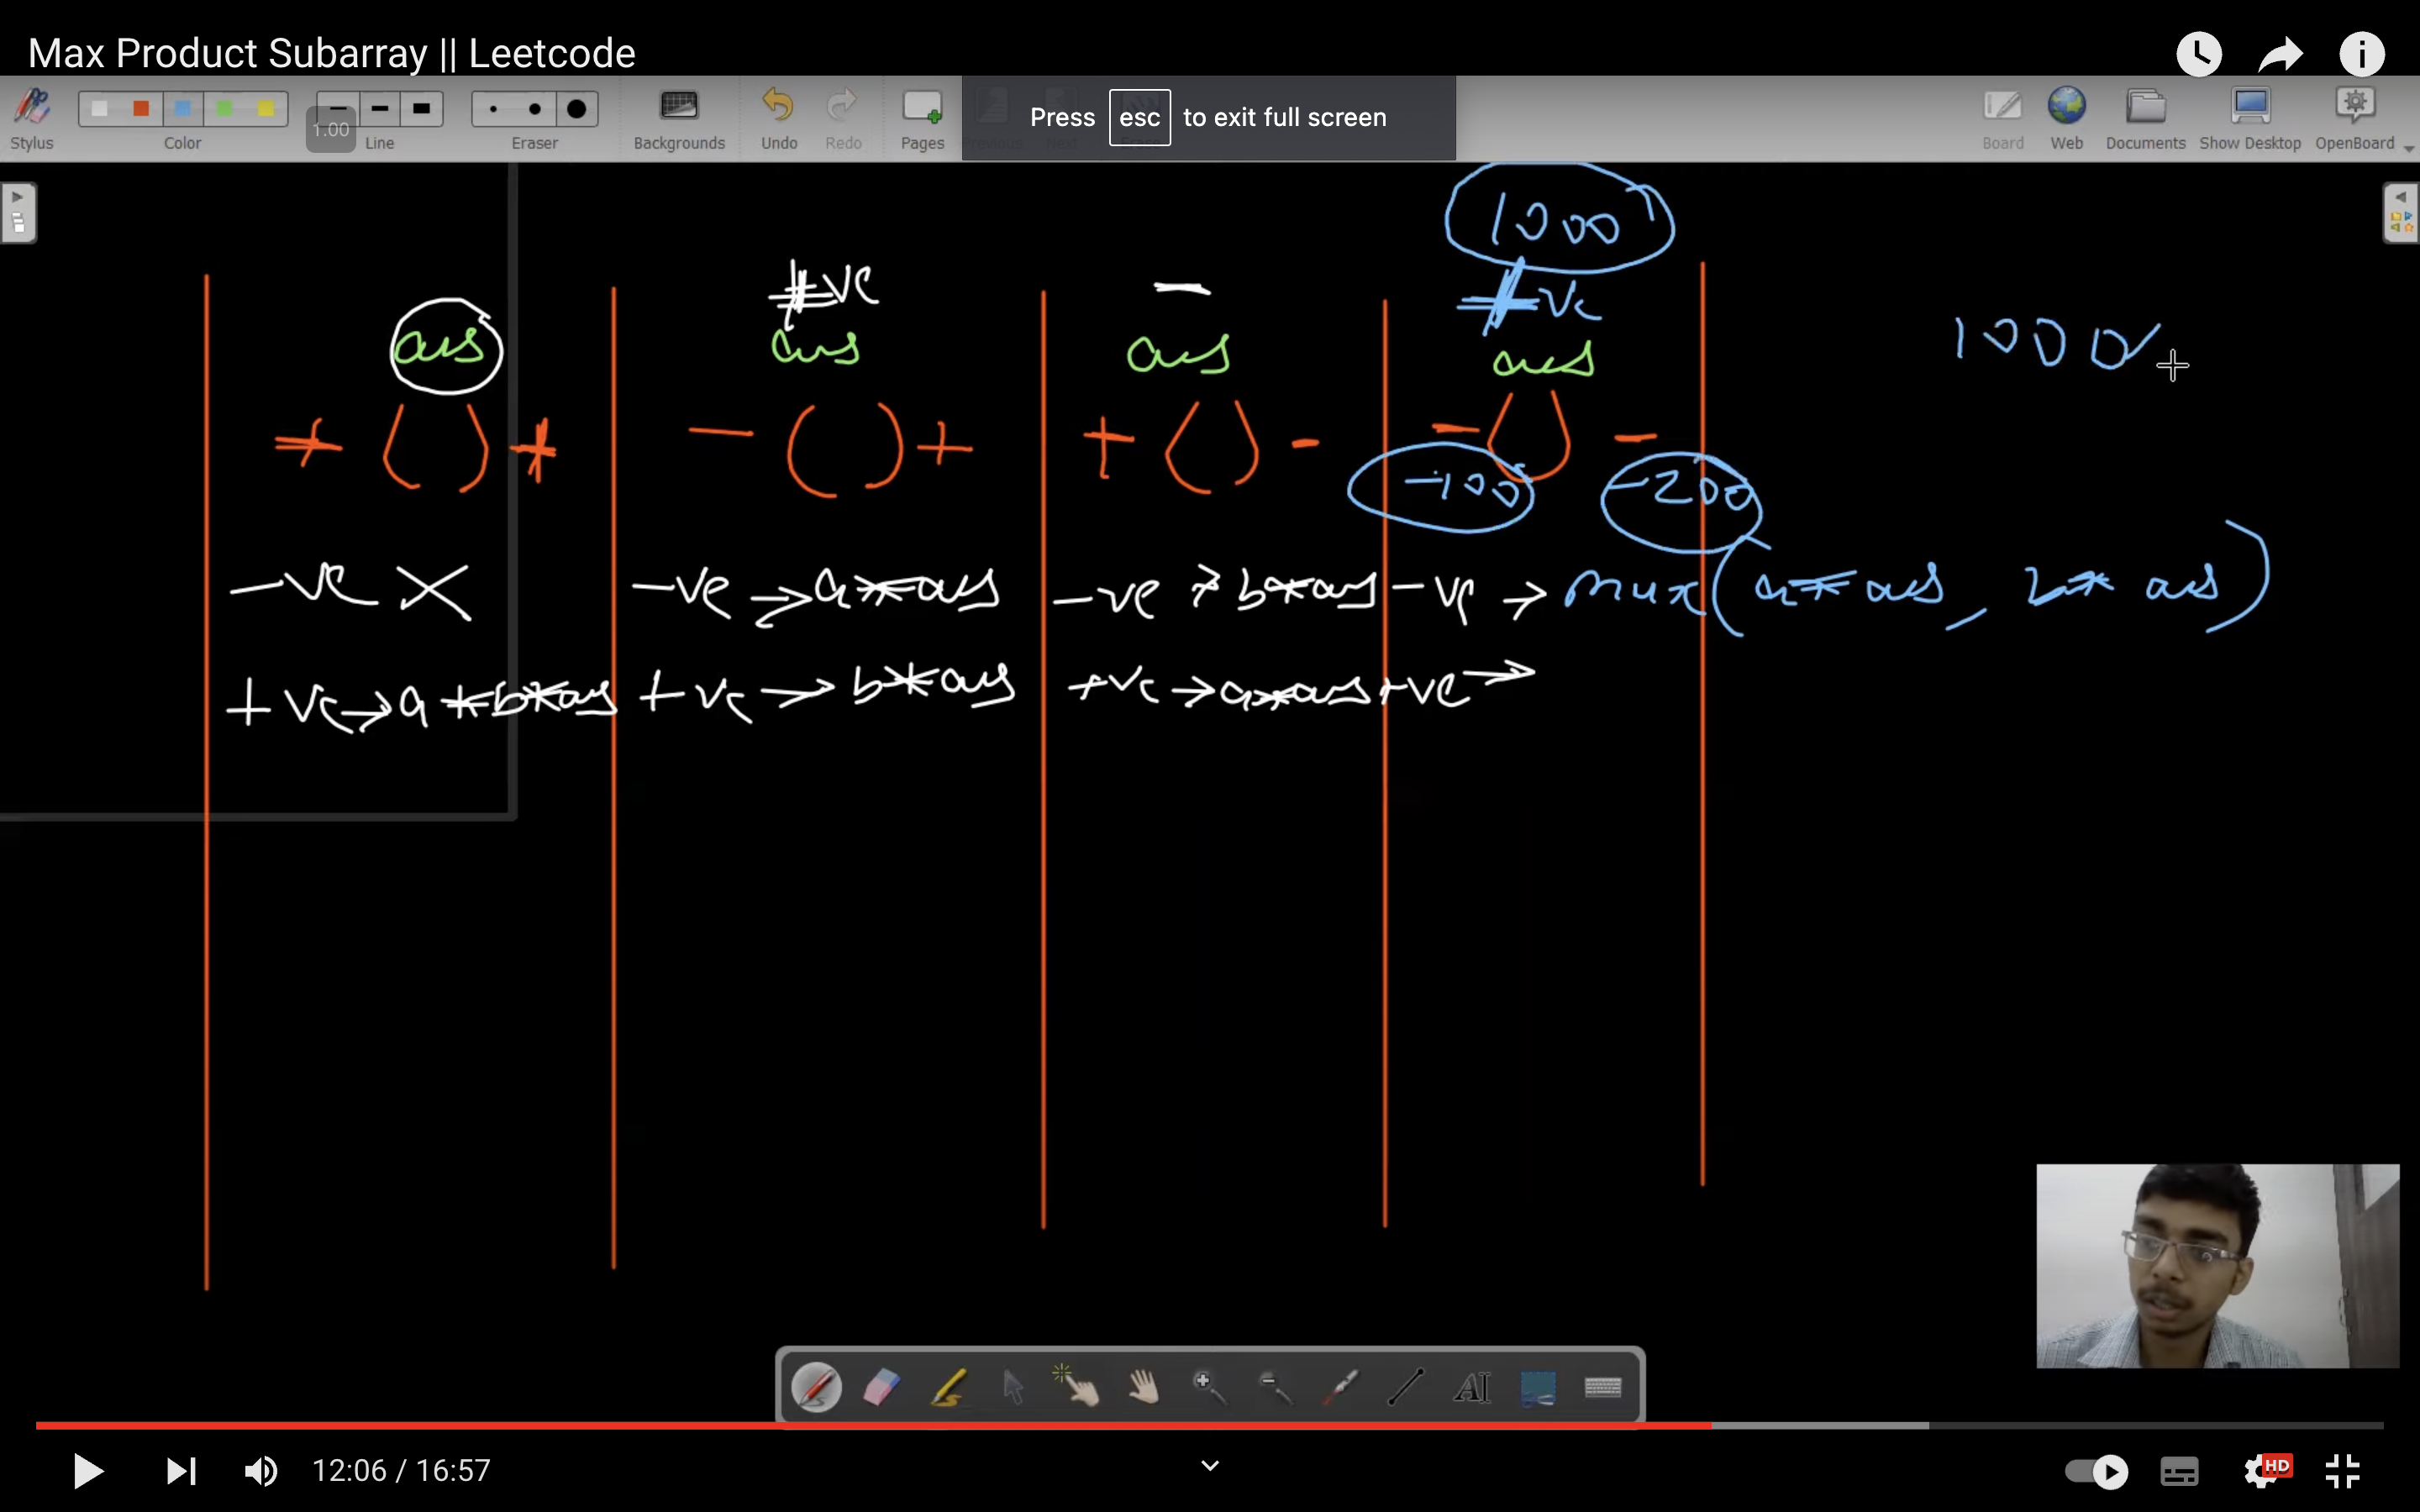 Max Product Subarray || Leetcode
Stylus
Color
1.00
Line
Eraser
Backgrounds
Undo
Redo
Pages
Press esc to exit full screen
Board
Web
Documents
Show Desktop
OpenBoard
1000
+ve
-
+ve
1000
ans
ans
ans
ans
+ ( ) +
- ( ) +
+ ( ) -
- ( ) -
-100
-200
-ve ×
-ve → a*ans
-ve → b*ans
-ve → max(a*ans, b*ans)
+ve → a*b*ans
+ve → b*ans
+ve → a*ans
+ve →
AI
12:06 / 16:57
HD